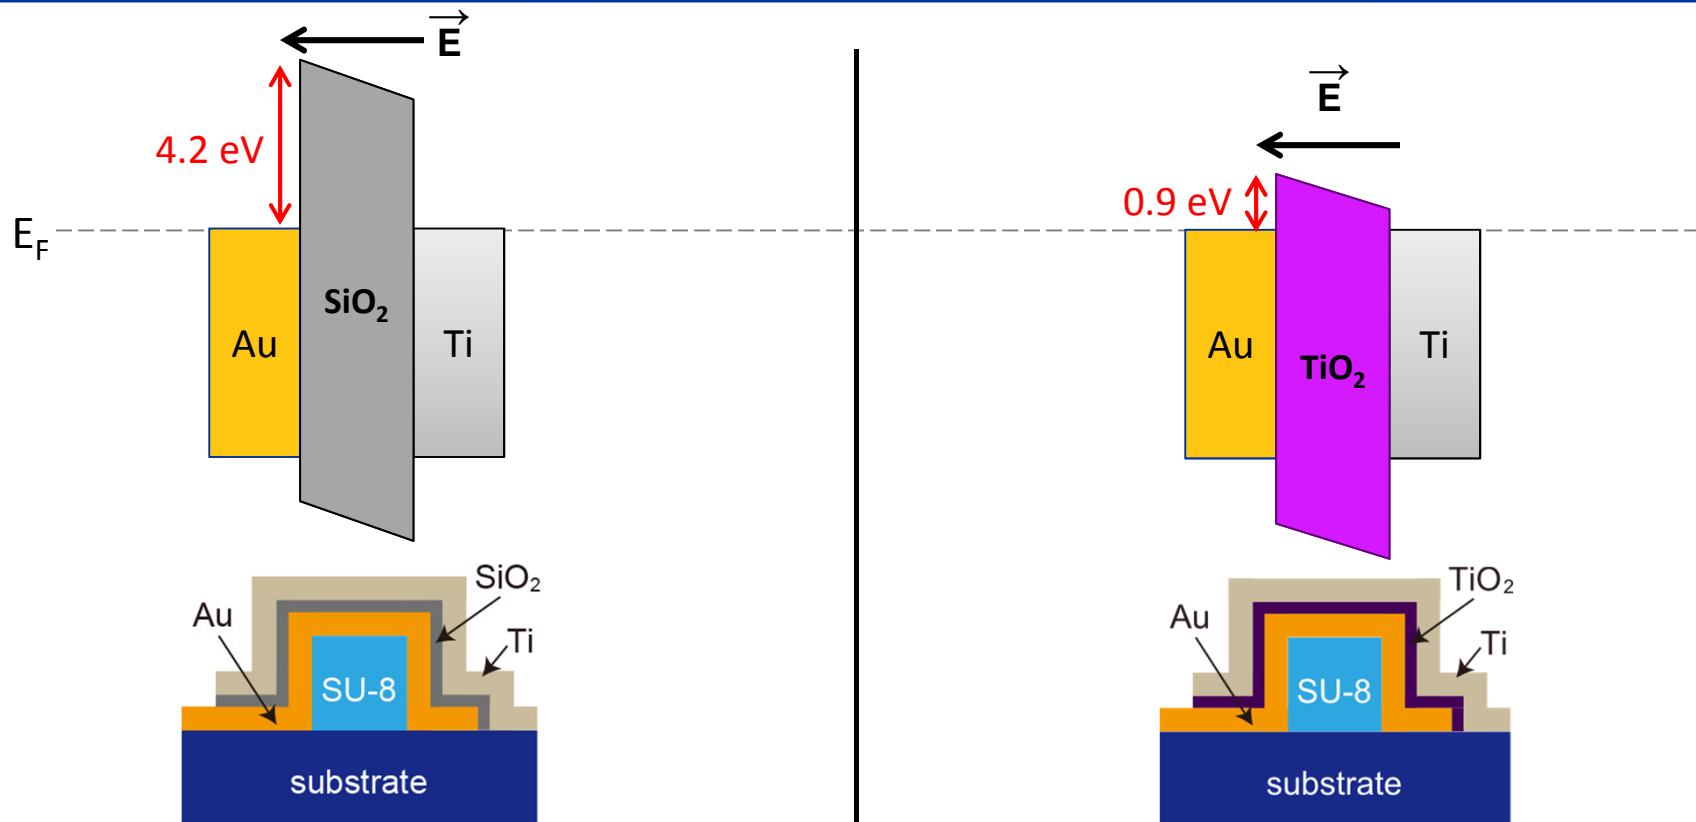 E
4.2 eV
E_F
Au
SiO₂
Ti
SiO₂
Au
Ti
SU-8
substrate
E
0.9 eV
Au
TiO₂
Ti
TiO₂
Au
Ti
SU-8
substrate